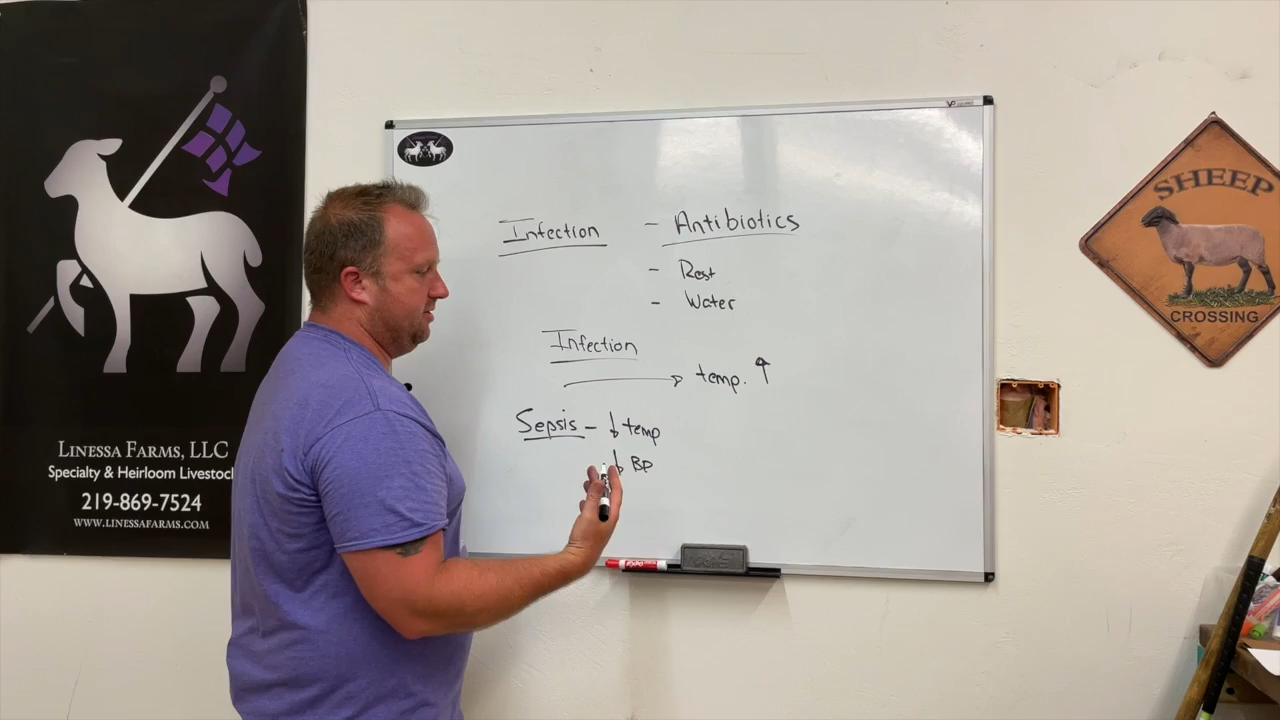 Infection - Antibiotics
- Rest
- Water
Infection
temp. ↑
Sepsis - ↓ temp
↓ BP
LINESSA FARMS, LLC
Specialty & Heirloom Livestock
219-869-7524
WWW.LINESSAFARMS.COM
SHEEP
CROSSING
EXPO